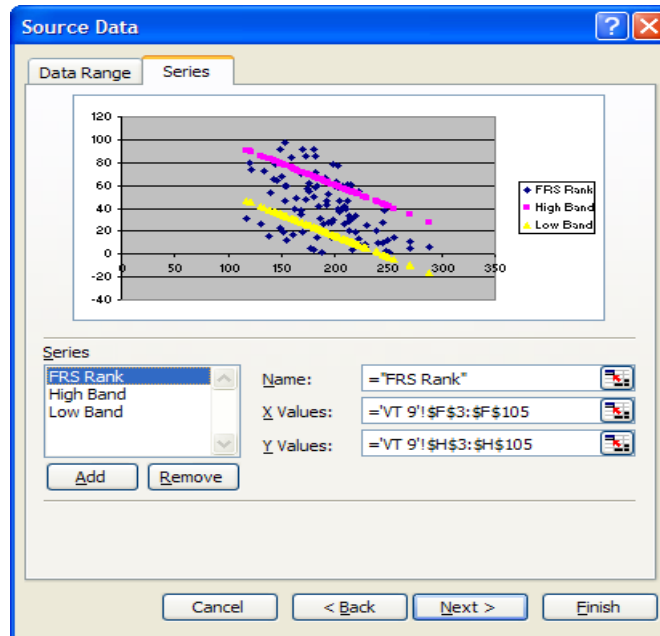 Source Data
Data Range Series
120
100
80
60
40
20
0
-20
-40
0 50 100 150 200 250 300 350
FRS Rank
High Band
Low Band
Series
FRS Rank
High Band
Low Band
Name: ="FRS Rank"
X Values: ='VT 9'!$F$3:$F$105
Y Values: ='VT 9'!$H$3:$H$105
Add Remove
Cancel < Back Next > Finish